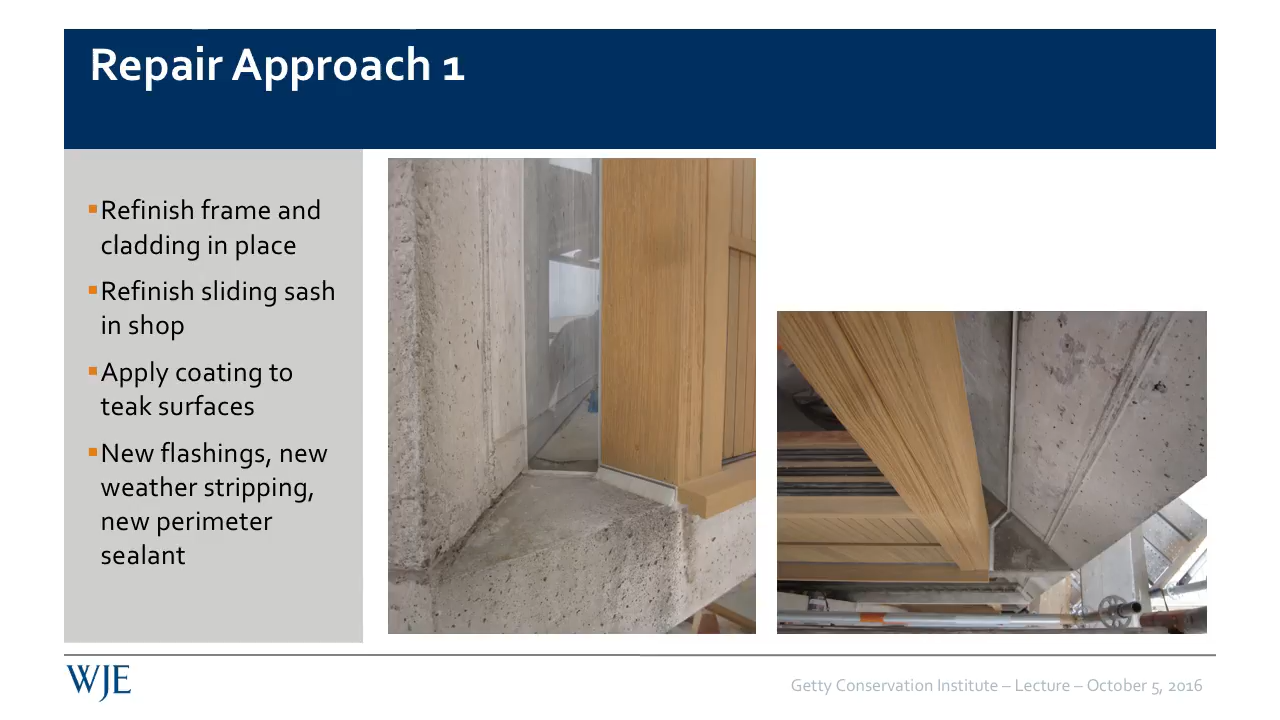 Repair Approach 1
Refinish frame and
cladding in place
Refinish sliding sash
in shop
Apply coating to
teak surfaces
New flashings, new
weather stripping,
new perimeter
sealant
WJE
Getty Conservation Institute – Lecture – October 5, 2016